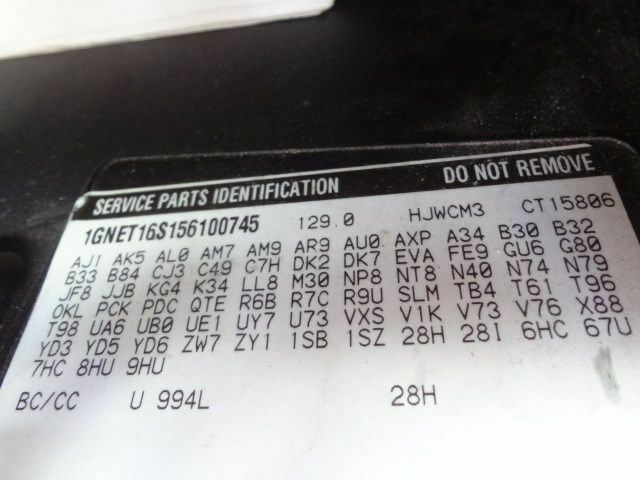 SERVICE PARTS IDENTIFICATION DO NOT REMOVE
1GNET16S156100745 129.0 HJWCM3 CT15806
AJ1 AK5 AL0 AM7 AM9 AR9 AU0 AXP A34 B30 B32
B33 B84 CJ3 C49 C7H DK2 DK7 EVA FE9 GU6 G80
JF8 JJB KG4 K34 LL8 M30 NP8 NT8 N40 N74 N79
OKL PCK PDC QTE R6B R7C R9U SLM TB4 T61 T96
T98 UA6 UB0 UE1 UY7 U73 VXS V1K V73 V76 X88
YD3 YD5 YD6 ZW7 ZY1 1SB 1SZ 28H 28I 6HC 67U
7HC 8HU 9HU
BC/CC U 994L 28H